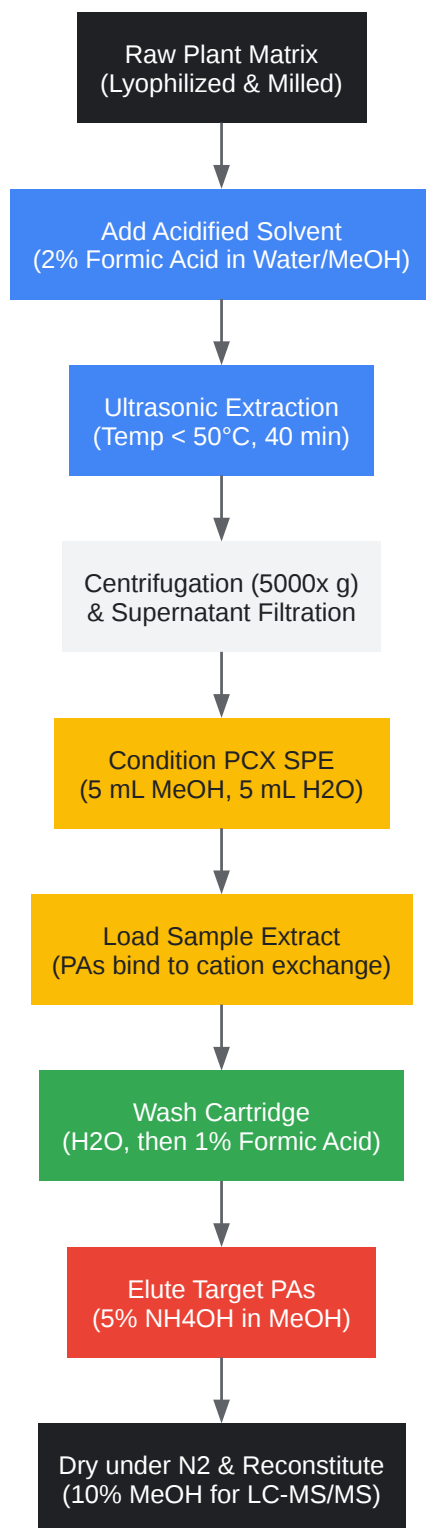 Raw Plant Matrix
(Lyophilized & Milled)
Add Acidified Solvent
(2% Formic Acid in Water/MeOH)
Ultrasonic Extraction
(Temp < 50°C, 40 min)
Centrifugation (5000x g)
& Supernatant Filtration
Condition PCX SPE
(5 mL MeOH, 5 mL H2O)
Load Sample Extract
(PAs bind to cation exchange)
Wash Cartridge
(H2O, then 1% Formic Acid)
Elute Target PAs
(5% NH4OH in MeOH)
Dry under N2 & Reconstitute
(10% MeOH for LC-MS/MS)